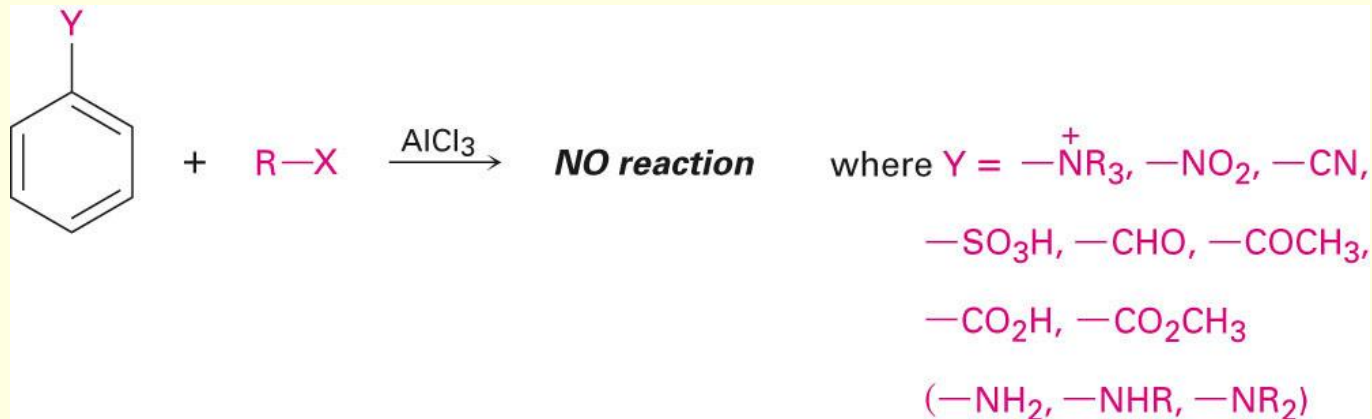 Y
+ R—X AlCl₃ NO reaction where Y = —N⁺R₃, —NO₂, —CN,
—SO₃H, —CHO, —COCH₃,
—CO₂H, —CO₂CH₃
(—NH₂, —NHR, —NR₂)